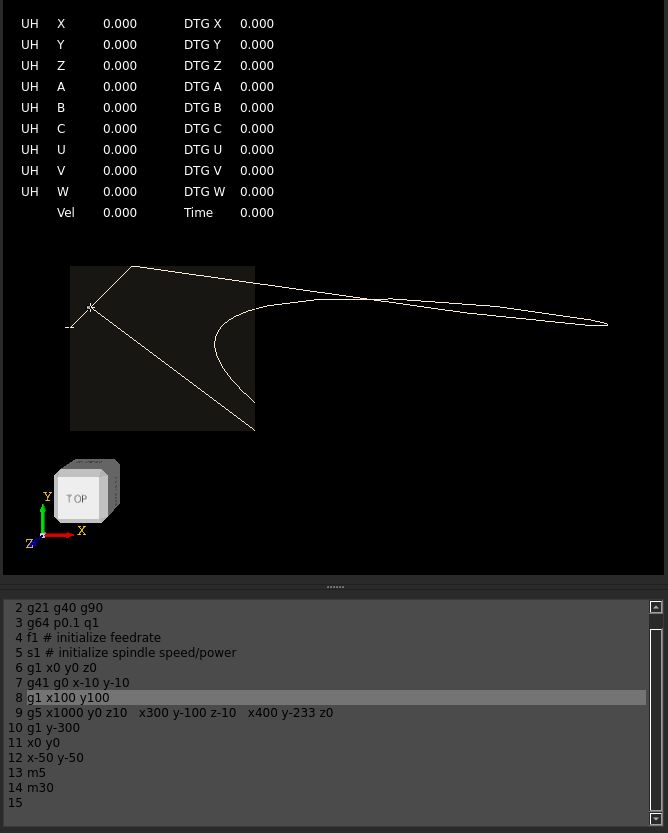 UH X 0.000 DTG X 0.000
UH Y 0.000 DTG Y 0.000
UH Z 0.000 DTG Z 0.000
UH A 0.000 DTG A 0.000
UH B 0.000 DTG B 0.000
UH C 0.000 DTG C 0.000
UH U 0.000 DTG U 0.000
UH V 0.000 DTG V 0.000
UH W 0.000 DTG W 0.000
Vel 0.000 Time 0.000
TOP
Y
X
Z
2 g21 g40 g90
3 g64 p0.1 q1
4 f1 # initialize feedrate
5 s1 # initialize spindle speed/power
6 g1 x0 y0 z0
7 g41 g0 x-10 y-10
8 g1 x100 y100
9 g5 x1000 y0 z10   x300 y-100 z-10   x400 y-233 z0
10 g1 y-300
11 x0 y0
12 x-50 y-50
13 m5
14 m30
15